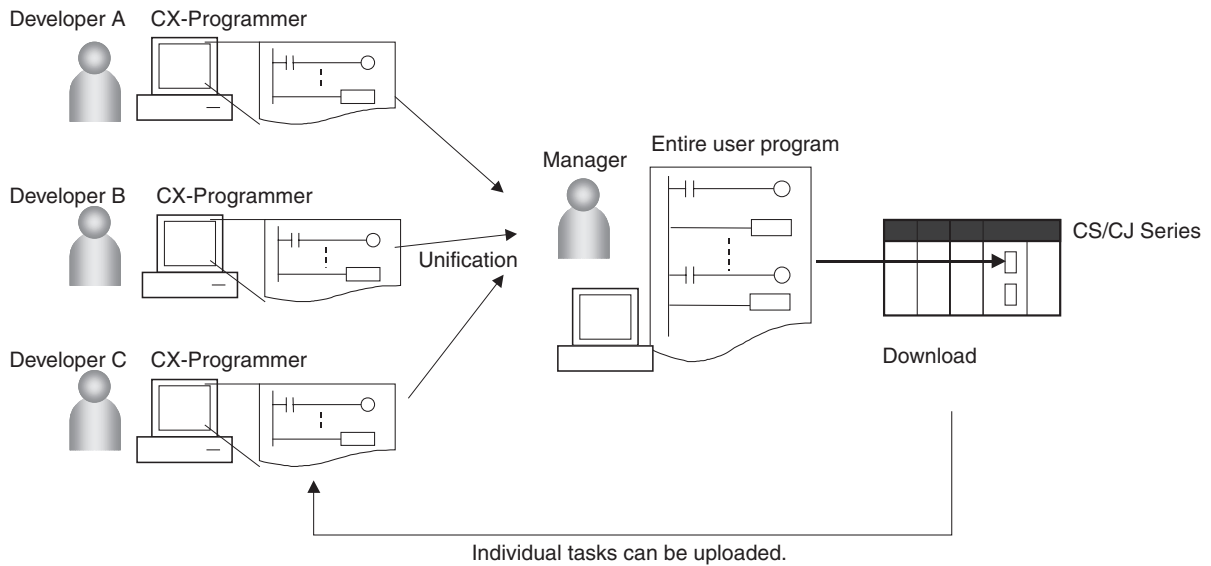 Developer A
CX-Programmer
Developer B
CX-Programmer
Developer C
CX-Programmer
Unification
Manager
Entire user program
CS/CJ Series
Download
Individual tasks can be uploaded.